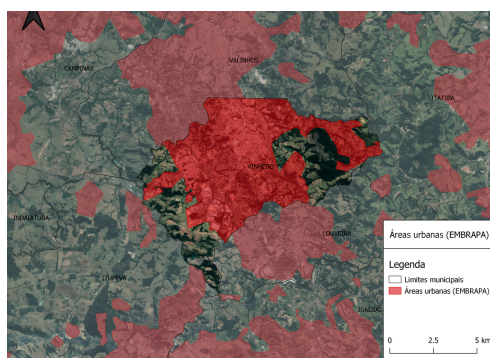 VALINHOS
CAMPINAS
ITATIBA
VINHEDO
INDAIATUBA
LOUVEIRA
ITUPEVA
JUNDIAÍ
Áreas urbanas (EMBRAPA)
Legenda
Limites municipais
Áreas urbanas (EMBRAPA)
0 2.5 5 km